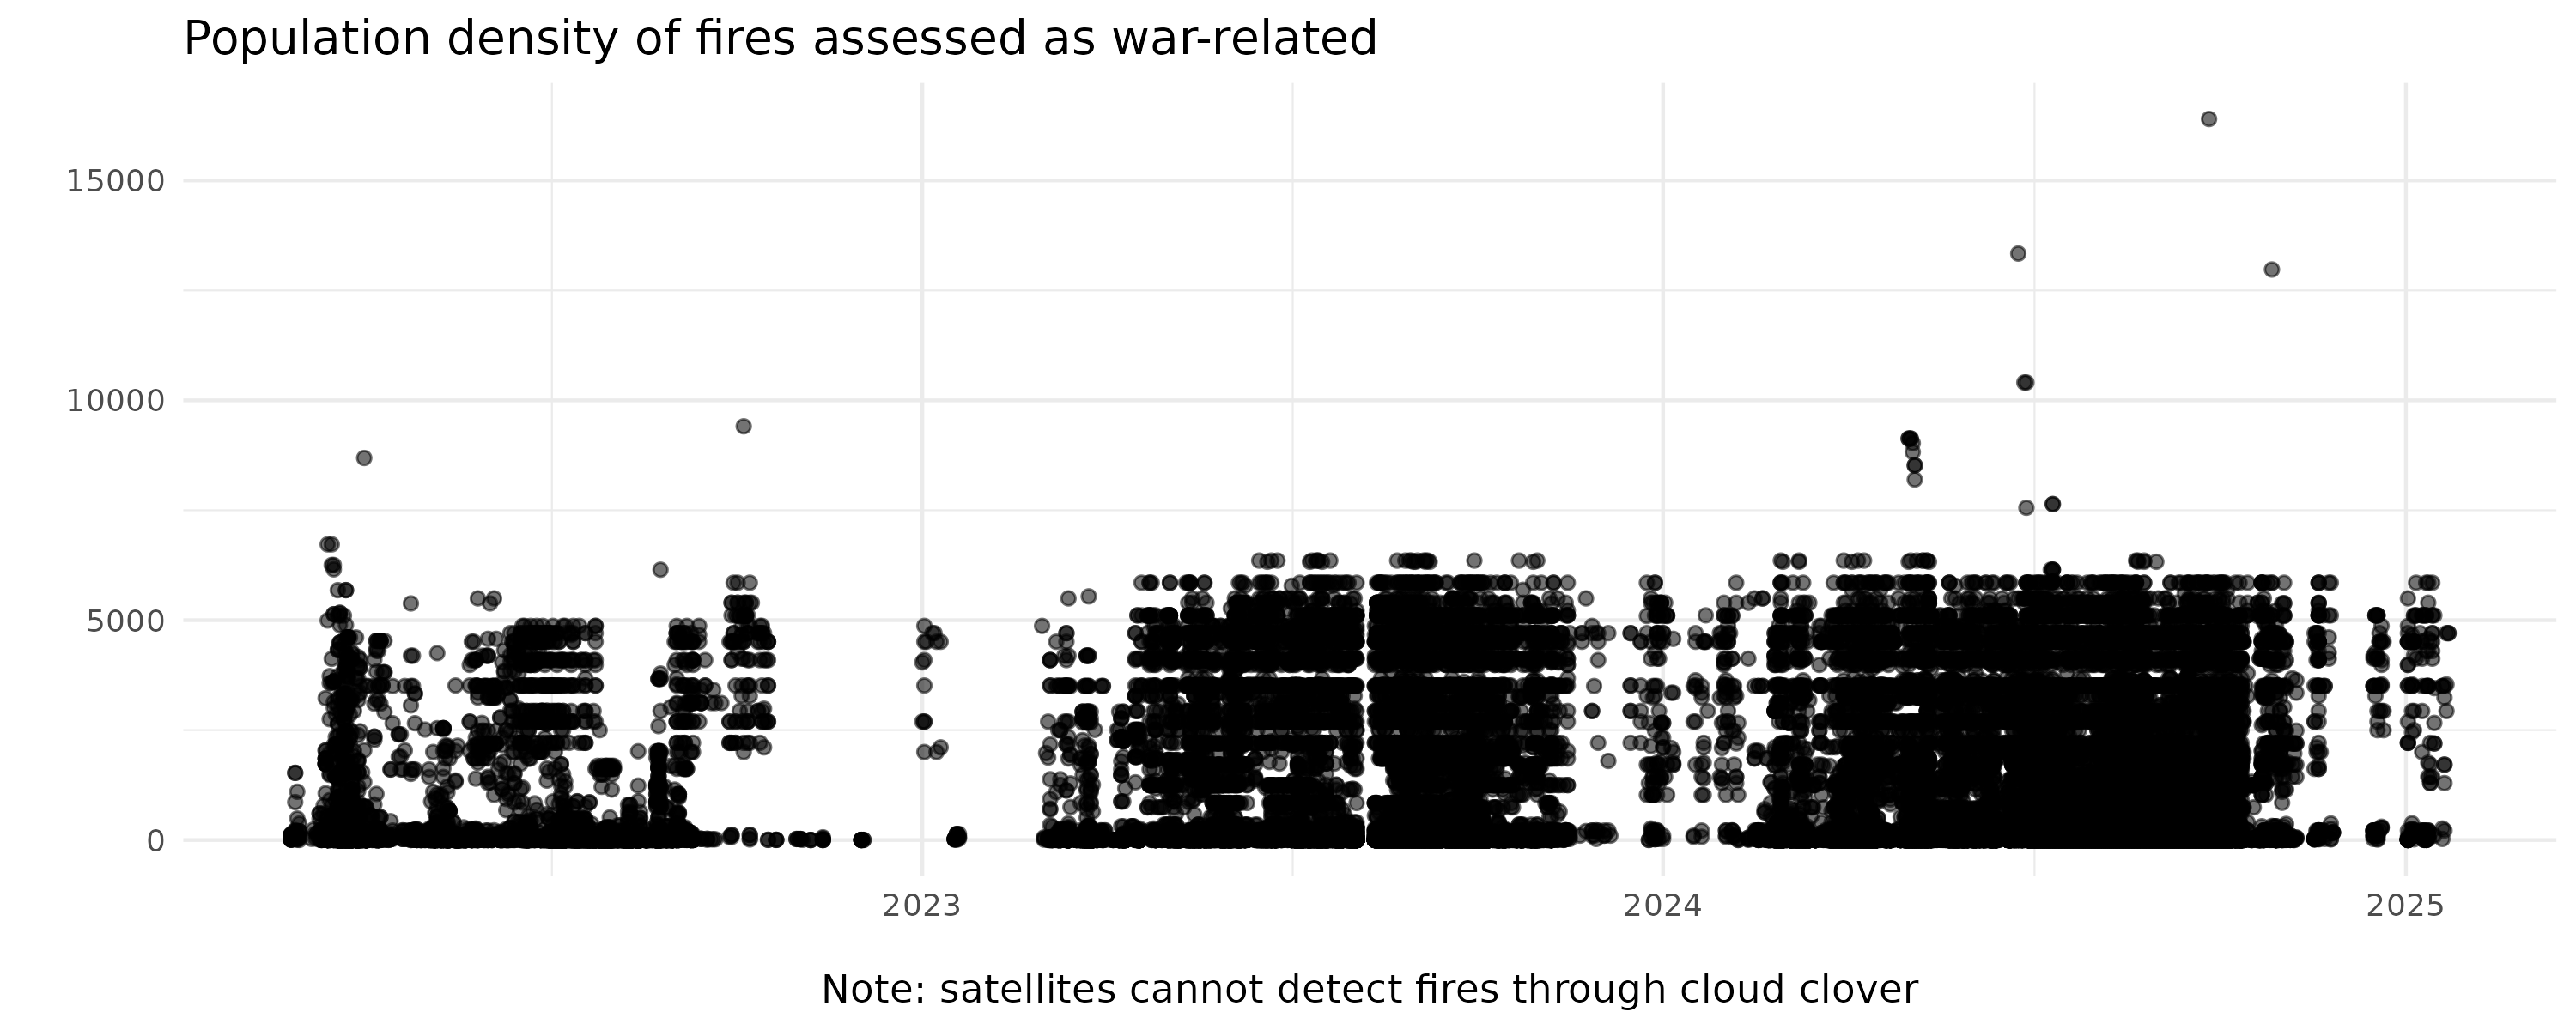 Population density of fires assessed as war-related
15000
10000
5000
0
2023 2024 2025
Note: satellites cannot detect fires through cloud clover